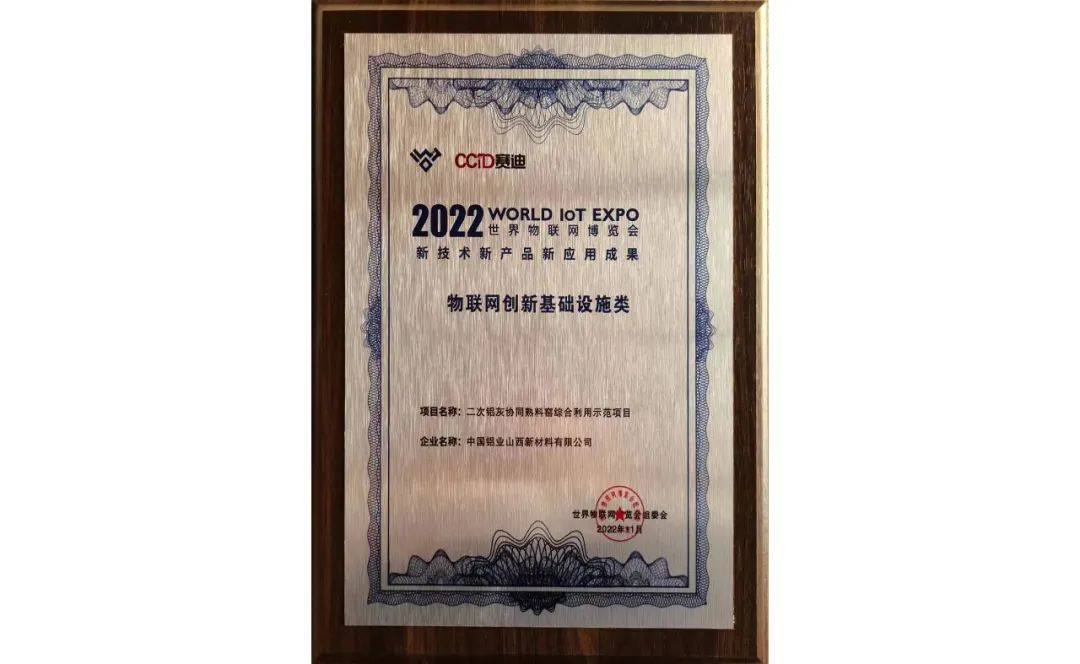 CCID赛迪
2022 WORLD IoT EXPO
世界物联网博览会
新技术新产品新应用成果
物联网创新基础设施类
项目名称：二次铝灰协同熟料窑综合利用示范项目
企业名称：中国铝业山西新材料有限公司
世界物联网博览会组委会
2022年11月